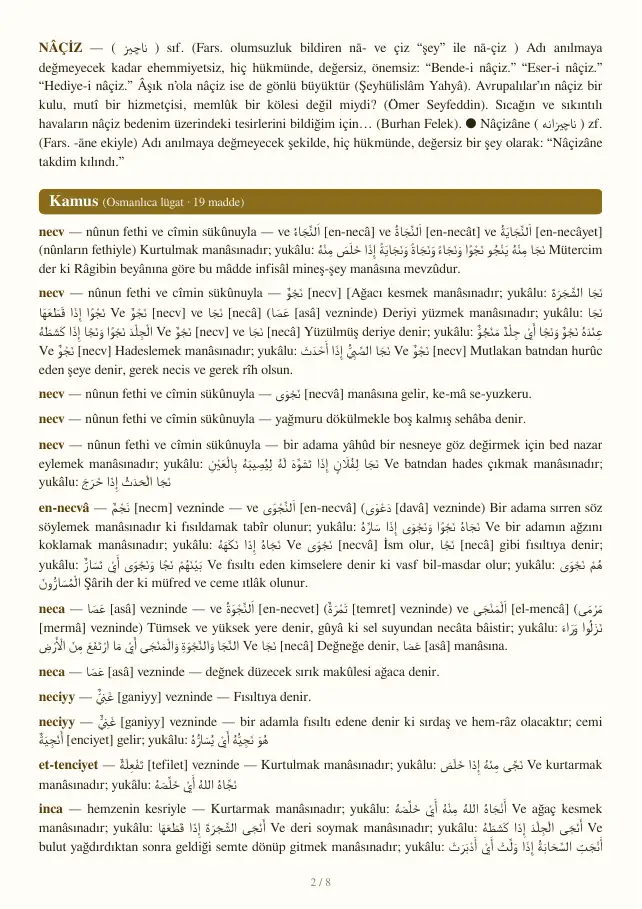 NÂÇİZ — ( ناچيز ) sıf. (Fars. olumsuzluk bildiren nā- ve çiz “şey” ile nā-çiz ) Adı anılmaya
değmeyecek kadar ehemmiyetsiz, hiç hükmünde, değersiz, önemsiz: “Bende-i nâçiz.” “Eser-i nâçiz.”
“Hediye-i nâçiz.” Âşık n’ola nâçiz ise de gönlü büyüktür (Şeyhülislâm Yahyâ). Avrupalılar’ın nâçiz bir
kulu, mutî bir hizmetçisi, memlûk bir kölesi değil miydi? (Ömer Seyfeddin). Sıcağın ve sıkıntılı
havaların nâçiz bedenim üzerindeki tesirlerini bildiğim için… (Burhan Felek). ● Nâçizâne ( ناچيزانه ) zf.
(Fars. -āne ekiyle) Adı anılmaya değmeyecek şekilde, hiç hükmünde, değersiz bir şey olarak: “Nâçizâne
takdim kılındı.”
Kamus (Osmanlıca lügat · 19 madde)
necv — nûnun fethi ve cîmin sükûnuyla — ve اَلنَّجَاءُ [en-necâ] ve اَلنَّجَاةُ [en-necât] ve اَلنَّجَايَةُ [en-necâyet]
(nûnların fethiyle) Kurtulmak manâsınadır; yukâlu: نَجَا مِنْهُ يَنْجُو نَجْوًا وَنَجَاءً وَنَجَاةً وَنَجَايَةً إِذَا خَلَصَ مِنْهُ Mütercim
der ki Râgibin beyânına göre bu mâdde infisâl mineş-şey manâsına mevzûdur.
necv — nûnun fethi ve cîmin sükûnuyla — نَجْوٌ [necv] [Ağacı kesmek manâsınadır; yukâlu: نَجَا الشَّجَرَةَ
نَجْوًا إِذَا قَطَعَهَا Ve نَجْوٌ [necv] ve نَجَا [necâ] (عَصَا [asâ] vezninde) Deriyi yüzmek manâsınadır; yukâlu: نَجَا
الْجِلْدَ نَجْوًا وَنَجَا إِذَا كَشَطَهُ Ve نَجْوٌ [necv] ve نَجَا [necâ] Yüzülmüş deriye denir; yukâlu: عِنْدَهُ نَجْوٌ وَنَجَا أَيْ جِلْدٌ مَنْجُوٌّ
Ve نَجْوٌ [necv] Hadeslemek manâsınadır; yukâlu: نَجَا الصَّبِيُّ إِذَا أَحْدَثَ Ve نَجْوٌ [necv] Mutlakan batndan hurûc
eden şeye denir, gerek necis ve gerek rîh olsun.
necv — nûnun fethi ve cîmin sükûnuyla — نَجْوَى [necvâ] manâsına gelir, ke-mâ se-yuzkeru.
necv — nûnun fethi ve cîmin sükûnuyla — yağmuru dökülmekle boş kalmış sehâba denir.
necv — nûnun fethi ve cîmin sükûnuyla — bir adama yâhûd bir nesneye göz değirmek için bed nazar
eylemek manâsınadır; yukâlu: نَجَا لِفُلَانٍ إِذَا تَشَوَّهَ لَهُ لِيُصِيبَهُ بِالْعَيْنِ Ve batndan hades çıkmak manâsınadır;
yukâlu: نَجَا الْحَدَثُ إِذَا خَرَجَ
en-necvâ — نَجْمٌ [necm] vezninde — ve اَلنَّجْوَى [en-necvâ] (دَعْوَى [davâ] vezninde) Bir adama sırren söz
söylemek manâsınadır ki fısıldamak tabîr olunur; yukâlu: نَجَاهُ نَجْوًا وَنَجْوَى إِذَا سَارَّهُ Ve bir adamın ağzını
koklamak manâsınadır; yukâlu: نَجَاهُ إِذَا نَكَهَهُ Ve نَجْوَى [necvâ] İsm olur, نَجًا [necâ] gibi fısıltıya denir;
yukâlu: بَيْنَهُمْ نَجًا وَنَجْوَى أَيْ تَسَارٌّ Ve fısıltı eden kimselere denir ki vasf bil-masdar olur; yukâlu: هُمْ نَجْوَى أَيْ
الْمُسَارُّونَ Şârih der ki müfred ve ceme ıtlâk olunur.
neca — عَصَا [asâ] vezninde — ve اَلنَّجْوَةُ [en-necvet] (تَمْرَةٌ [temret] vezninde) ve اَلْمَنْجَى [el-mencâ] (مَرْمَى
[mermâ] vezninde) Tümsek ve yüksek yere denir, gûyâ ki sel suyundan necâta bâistir; yukâlu: نَزَلُوا وَرَاءَ
النَّجَا وَالنَّجْوَةِ وَالْمَنْجَى أَيْ مَا ارْتَفَعَ مِنَ الْأَرْضِ Ve نَجَا [necâ] Değneğe denir, عَصَا [asâ] manâsına.
neca — عَصَا [asâ] vezninde — değnek düzecek sırık makûlesi ağaca denir.
neciyy — غَنِيٌّ [ganiyy] vezninde — Fısıltıya denir.
neciyy — غَنِيٌّ [ganiyy] vezninde — bir adamla fısıltı edene denir ki sırdaş ve hem-râz olacaktır; cemi
أَنْجِيَةٌ [enciyet] gelir; yukâlu: هُوَ نَجِيُّهُ أَيْ يُسَارُّهُ
et-tenciyet — تَفْعِلَةٌ [tefilet] vezninde — Kurtulmak manâsınadır; yukâlu: نَجَّى مِنْهُ إِذَا خَلَصَ Ve kurtarmak
manâsınadır; yukâlu: نَجَّاهُ اللهُ أَيْ خَلَّصَهُ
inca — hemzenin kesriyle — Kurtarmak manâsınadır; yukâlu: أَنْجَاهُ اللهُ مِنْهُ أَيْ خَلَّصَهُ Ve ağaç kesmek
manâsınadır; yukâlu: أَنْجَى الشَّجَرَةَ إِذَا قَطَعَهَا Ve deri soymak manâsınadır; yukâlu: أَنْجَى الْجِلْدَ إِذَا كَشَطَهُ Ve
bulut yağdırdıktan sonra geldiği semte dönüp gitmek manâsınadır; yukâlu: أَنْجَتِ السَّحَابَةُ إِذَا وَلَّتْ أَيْ أَدْبَرَتْ
2 / 8